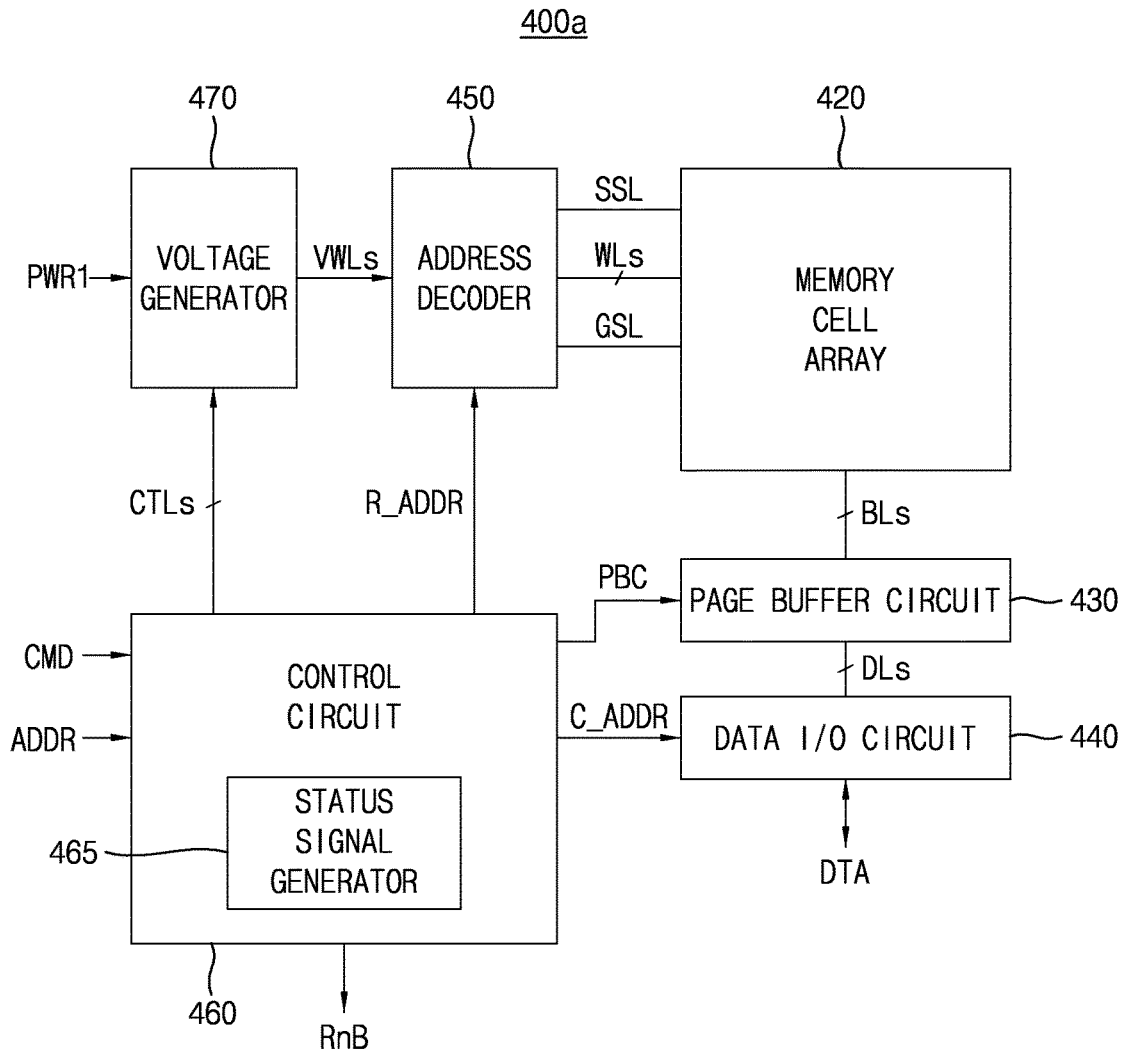 400a
470
450
420
SSL
VOLTAGE
GENERATOR
PWR1
VWLs
ADDRESS
DECODER
WLs
GSL
MEMORY
CELL
ARRAY
CTLs
R_ADDR
BLs
PBC
PAGE BUFFER CIRCUIT
430
CMD
CONTROL
CIRCUIT
DLs
ADDR
C_ADDR
DATA I/O CIRCUIT
440
STATUS
SIGNAL
GENERATOR
465
DTA
460
RnB